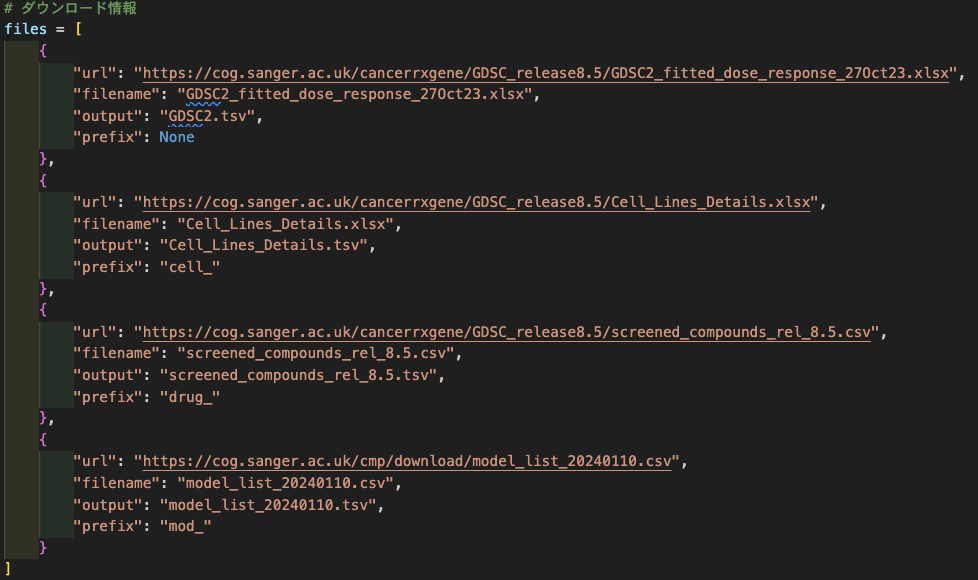 # ダウンロード情報
files = [
    {
        "url": "https://cog.sanger.ac.uk/cancerrxgene/GDSC_release8.5/GDSC2_fitted_dose_response_27Oct23.xlsx",
        "filename": "GDSC2_fitted_dose_response_27Oct23.xlsx",
        "output": "GDSC2.tsv",
        "prefix": None
    },
    {
        "url": "https://cog.sanger.ac.uk/cancerrxgene/GDSC_release8.5/Cell_Lines_Details.xlsx",
        "filename": "Cell_Lines_Details.xlsx",
        "output": "Cell_Lines_Details.tsv",
        "prefix": "cell_"
    },
    {
        "url": "https://cog.sanger.ac.uk/cancerrxgene/GDSC_release8.5/screened_compounds_rel_8.5.csv",
        "filename": "screened_compounds_rel_8.5.csv",
        "output": "screened_compounds_rel_8.5.tsv",
        "prefix": "drug_"
    },
    {
        "url": "https://cog.sanger.ac.uk/cmp/download/model_list_20240110.csv",
        "filename": "model_list_20240110.csv",
        "output": "model_list_20240110.tsv",
        "prefix": "mod_"
    }
]